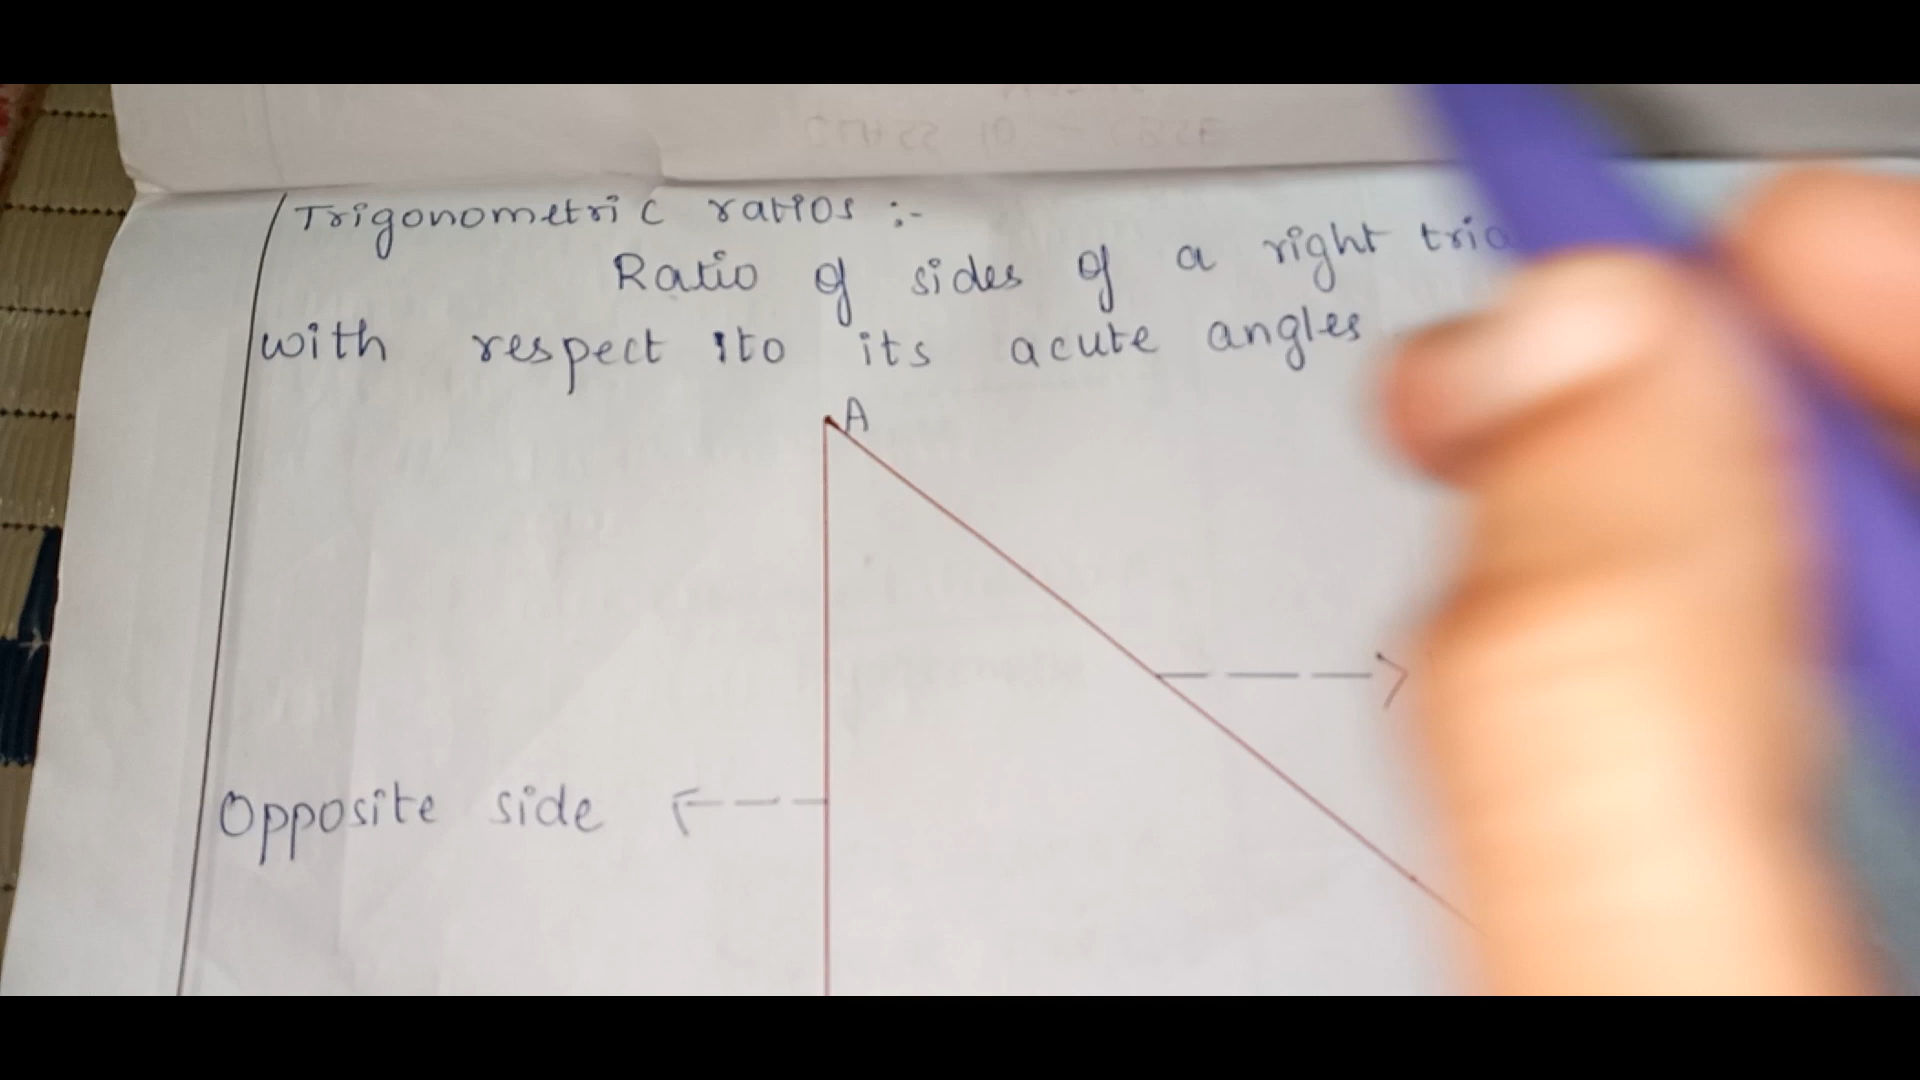 Trigonometric ratios :-
Ratio of sides of a right
with respect to its acute angles
A
Opposite side